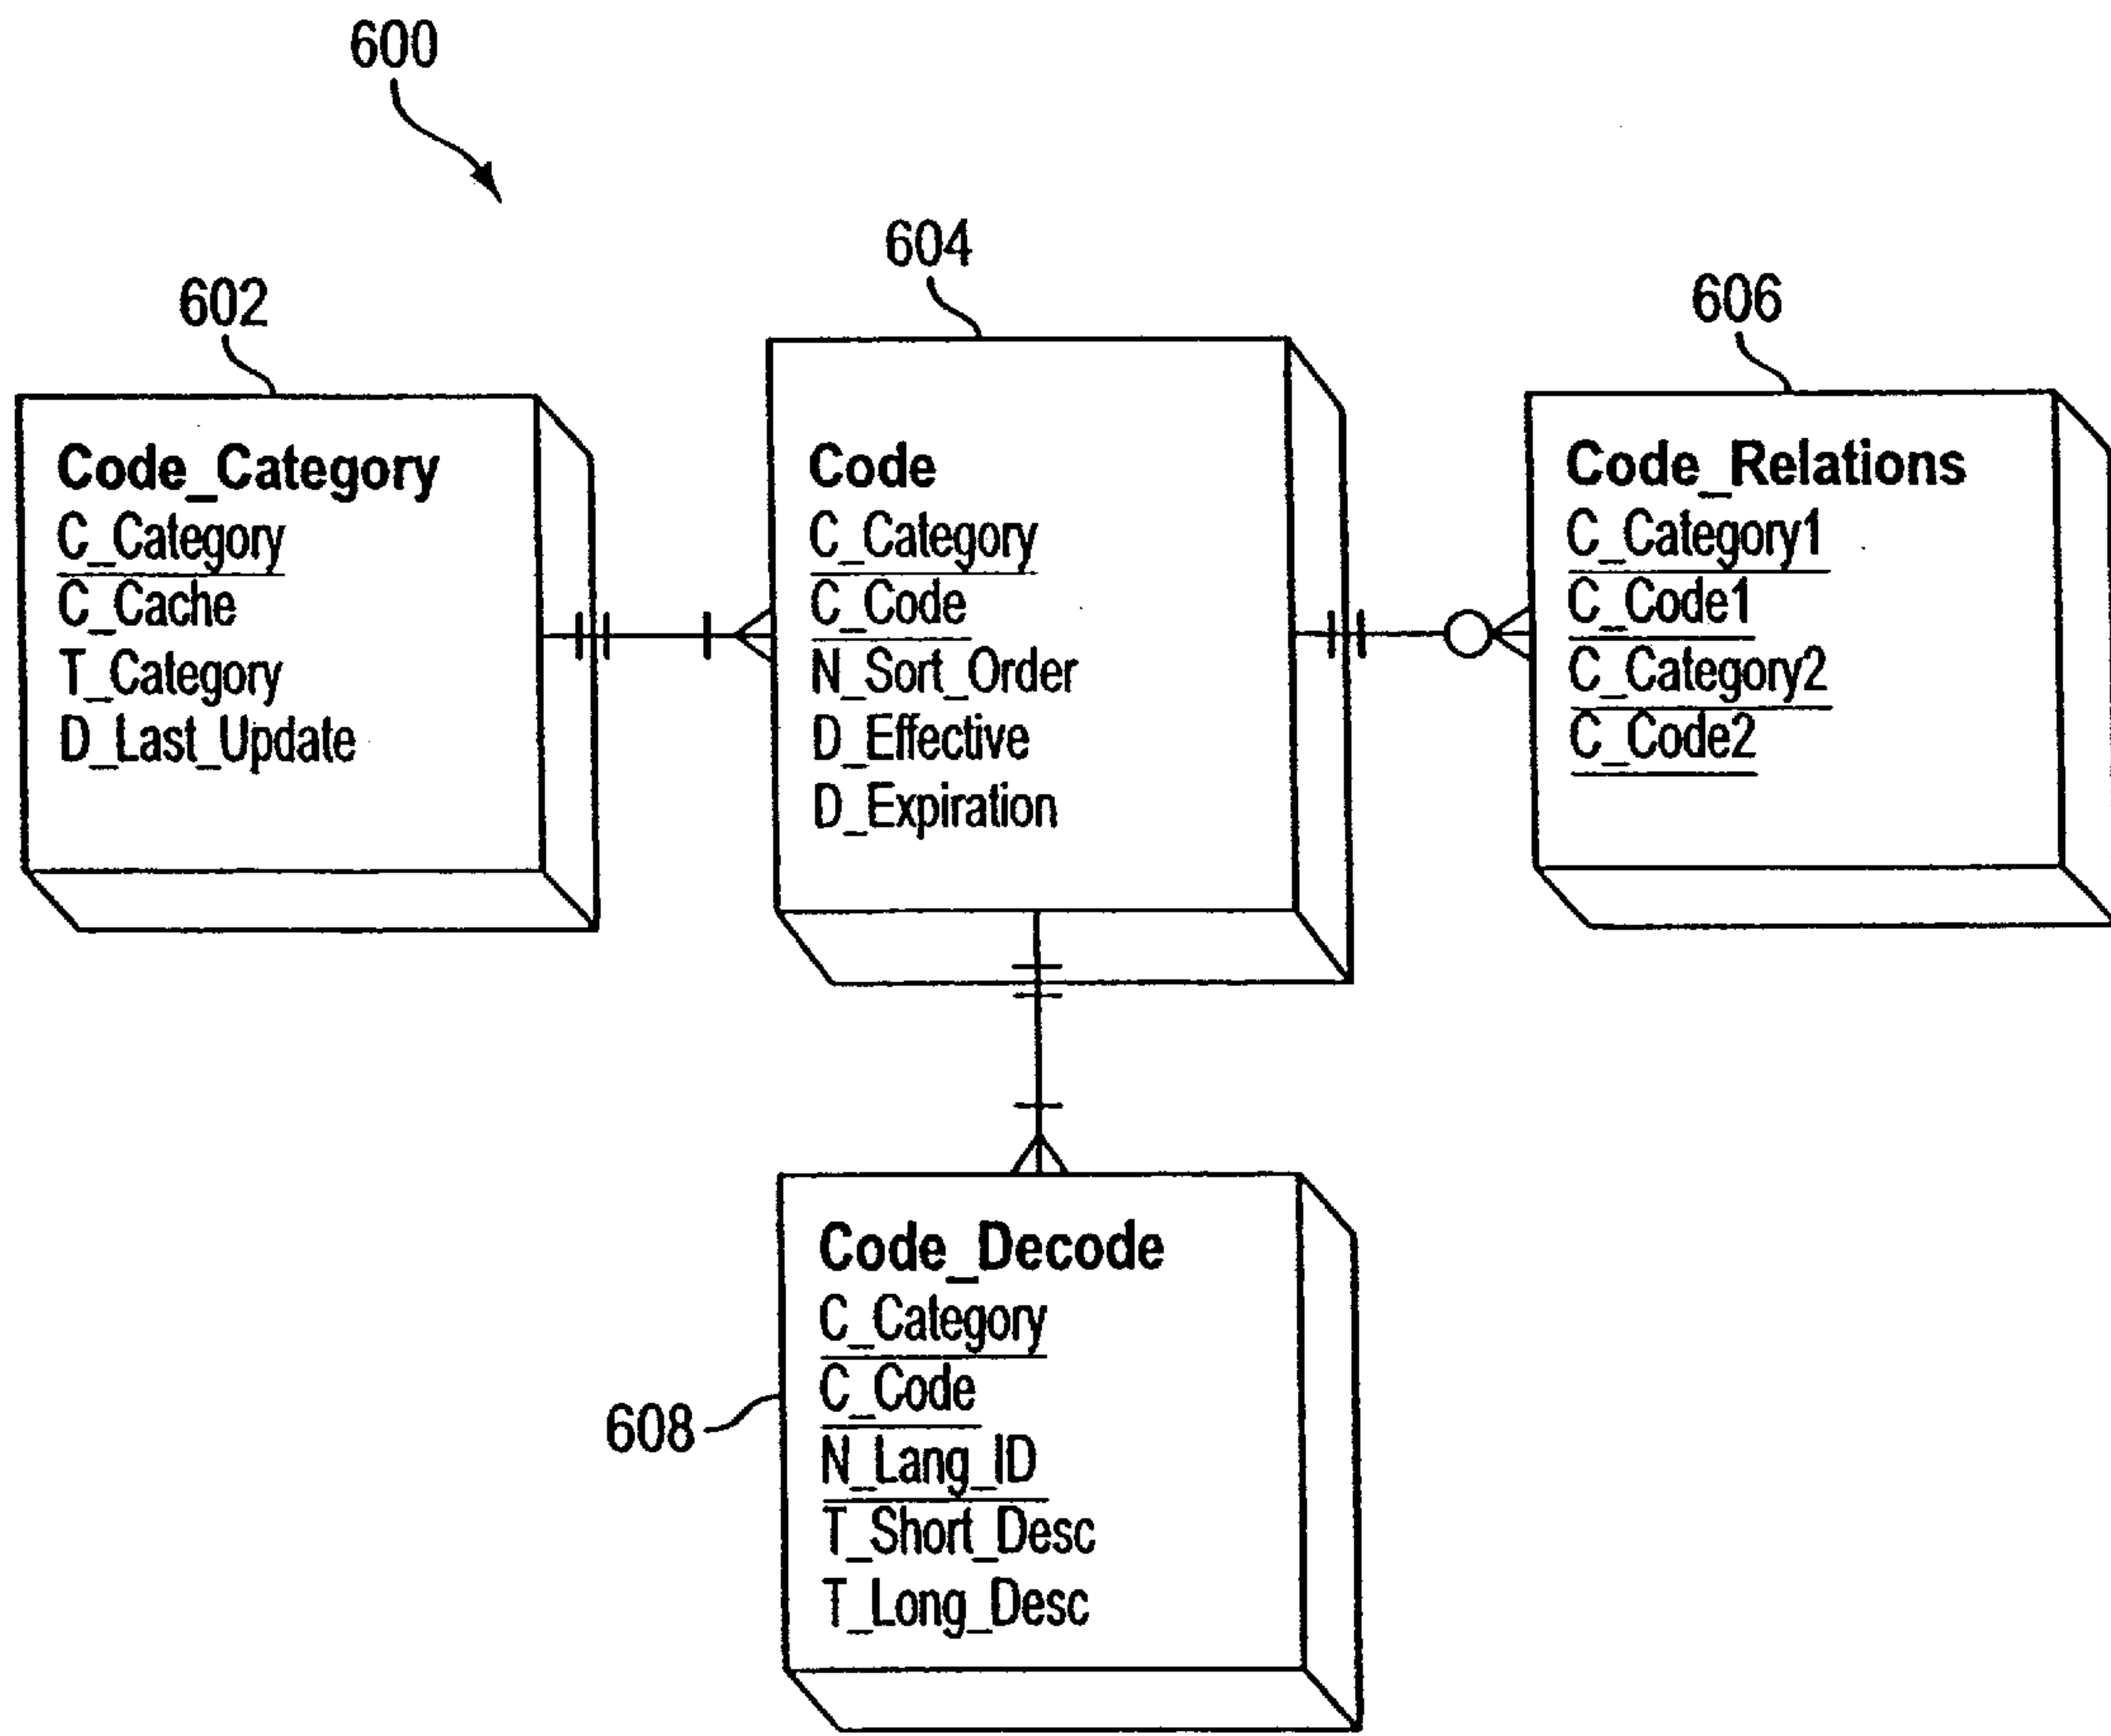 600
602
Code_Category
C_Category
C_Cache
T_Category
D_Last_Update
604
Code
C_Category
C_Code
N_Sort_Order
D_Effective
D_Expiration
606
Code_Relations
C_Category1
C_Code1
C_Category2
C_Code2
608
Code_Decode
C_Category
C_Code
N_Lang_ID
T_Short_Desc
T_Long_Desc